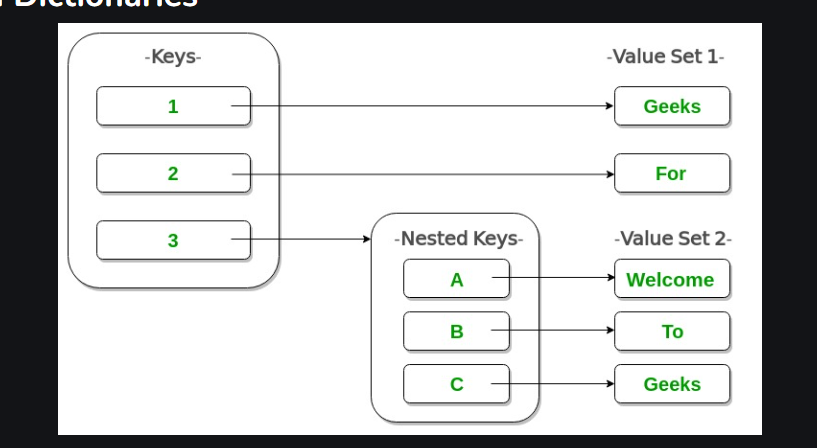 Dictionaries
-Keys-
-Value Set 1-
1
Geeks
2
For
3
-Nested Keys-
-Value Set 2-
A
Welcome
B
To
C
Geeks